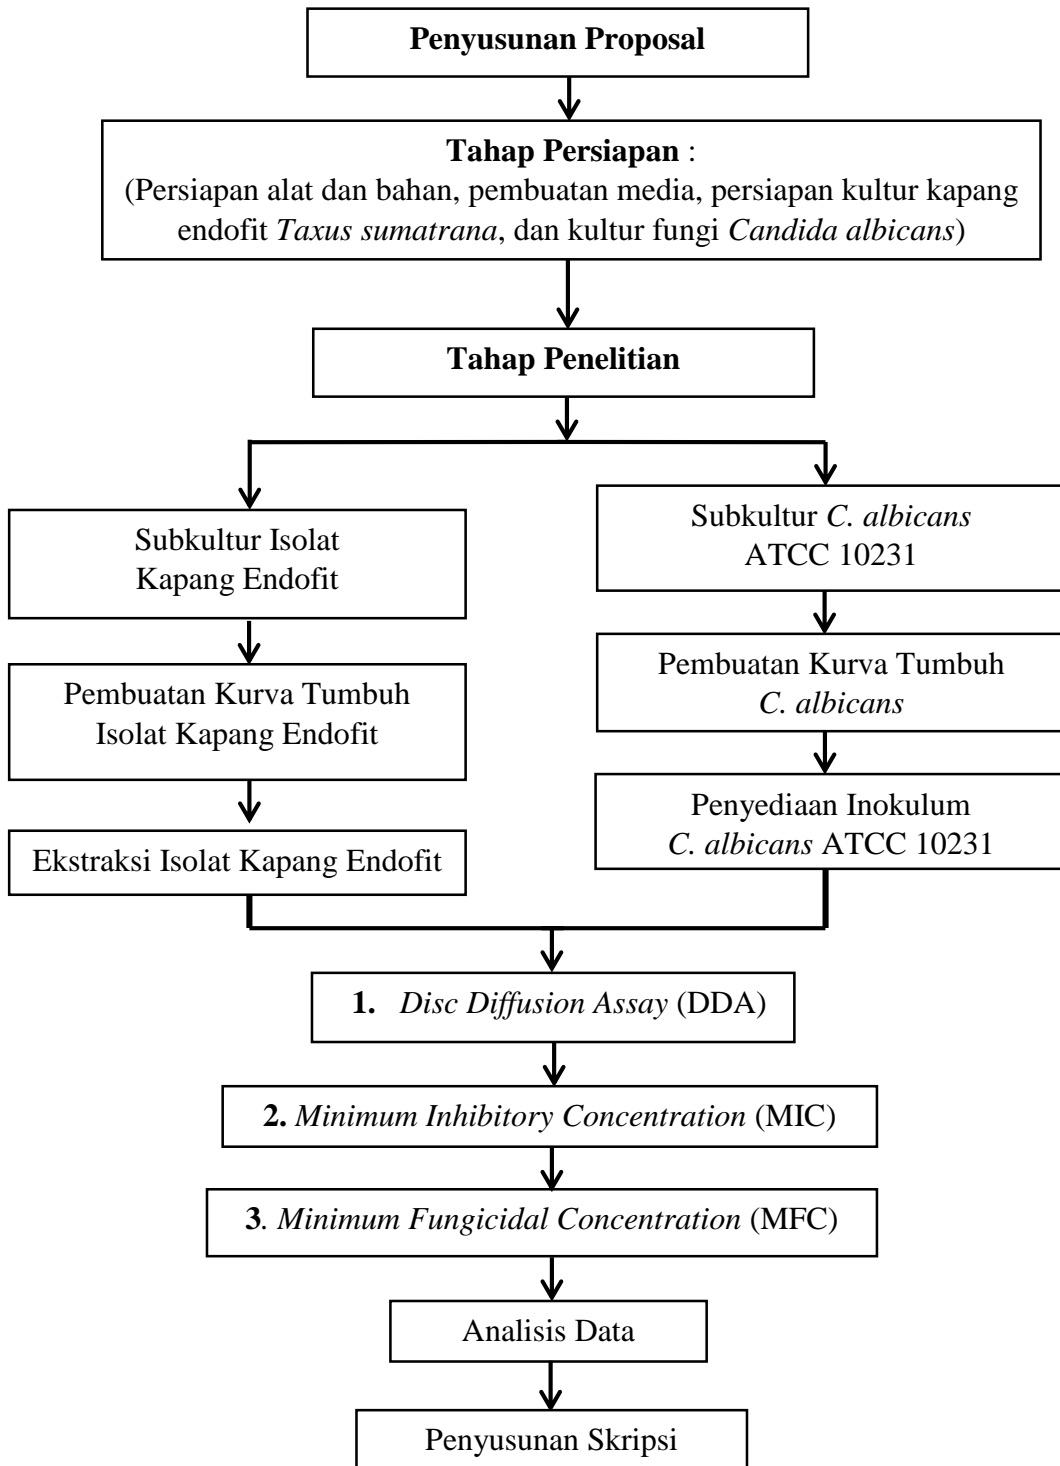 Penyusunan Proposal
Tahap Persiapan :
(Persiapan alat dan bahan, pembuatan media, persiapan kultur kapang
endofit Taxus sumatrana, dan kultur fungi Candida albicans)
Tahap Penelitian
Subkultur Isolat
Kapang Endofit
Pembuatan Kurva Tumbuh
Isolat Kapang Endofit
Ekstraksi Isolat Kapang Endofit
Subkultur C. albicans
ATCC 10231
Pembuatan Kurva Tumbuh
C. albicans
Penyediaan Inokulum
C. albicans ATCC 10231
1. Disc Diffusion Assay (DDA)
2. Minimum Inhibitory Concentration (MIC)
3. Minimum Fungicidal Concentration (MFC)
Analisis Data
Penyusunan Skripsi